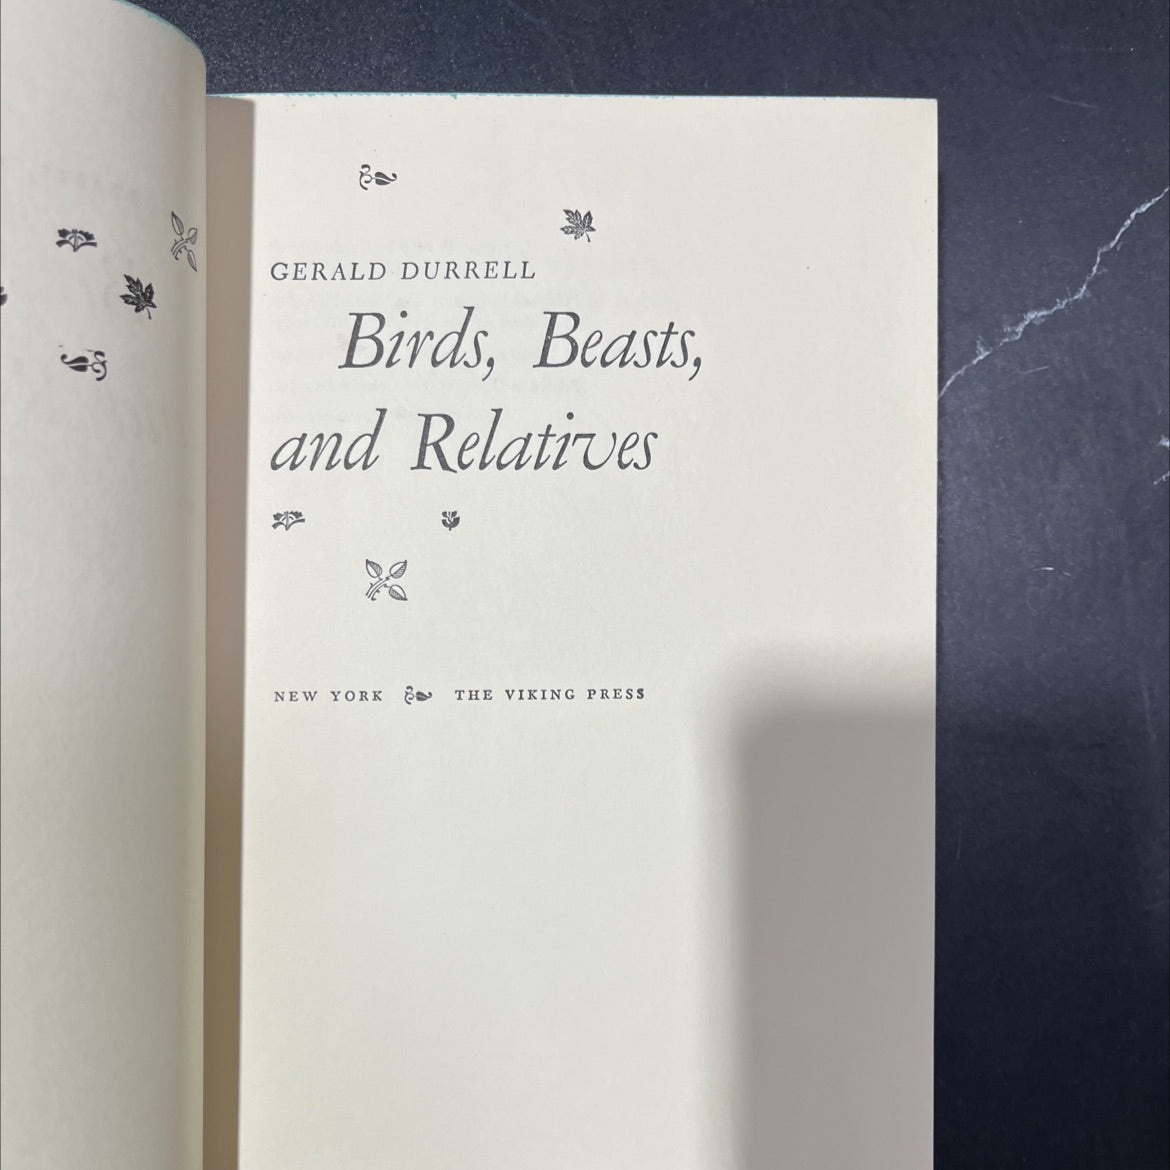 GERALD DURRELL
Birds, Beasts,
and Relatives
NEW YORK THE VIKING PRESS